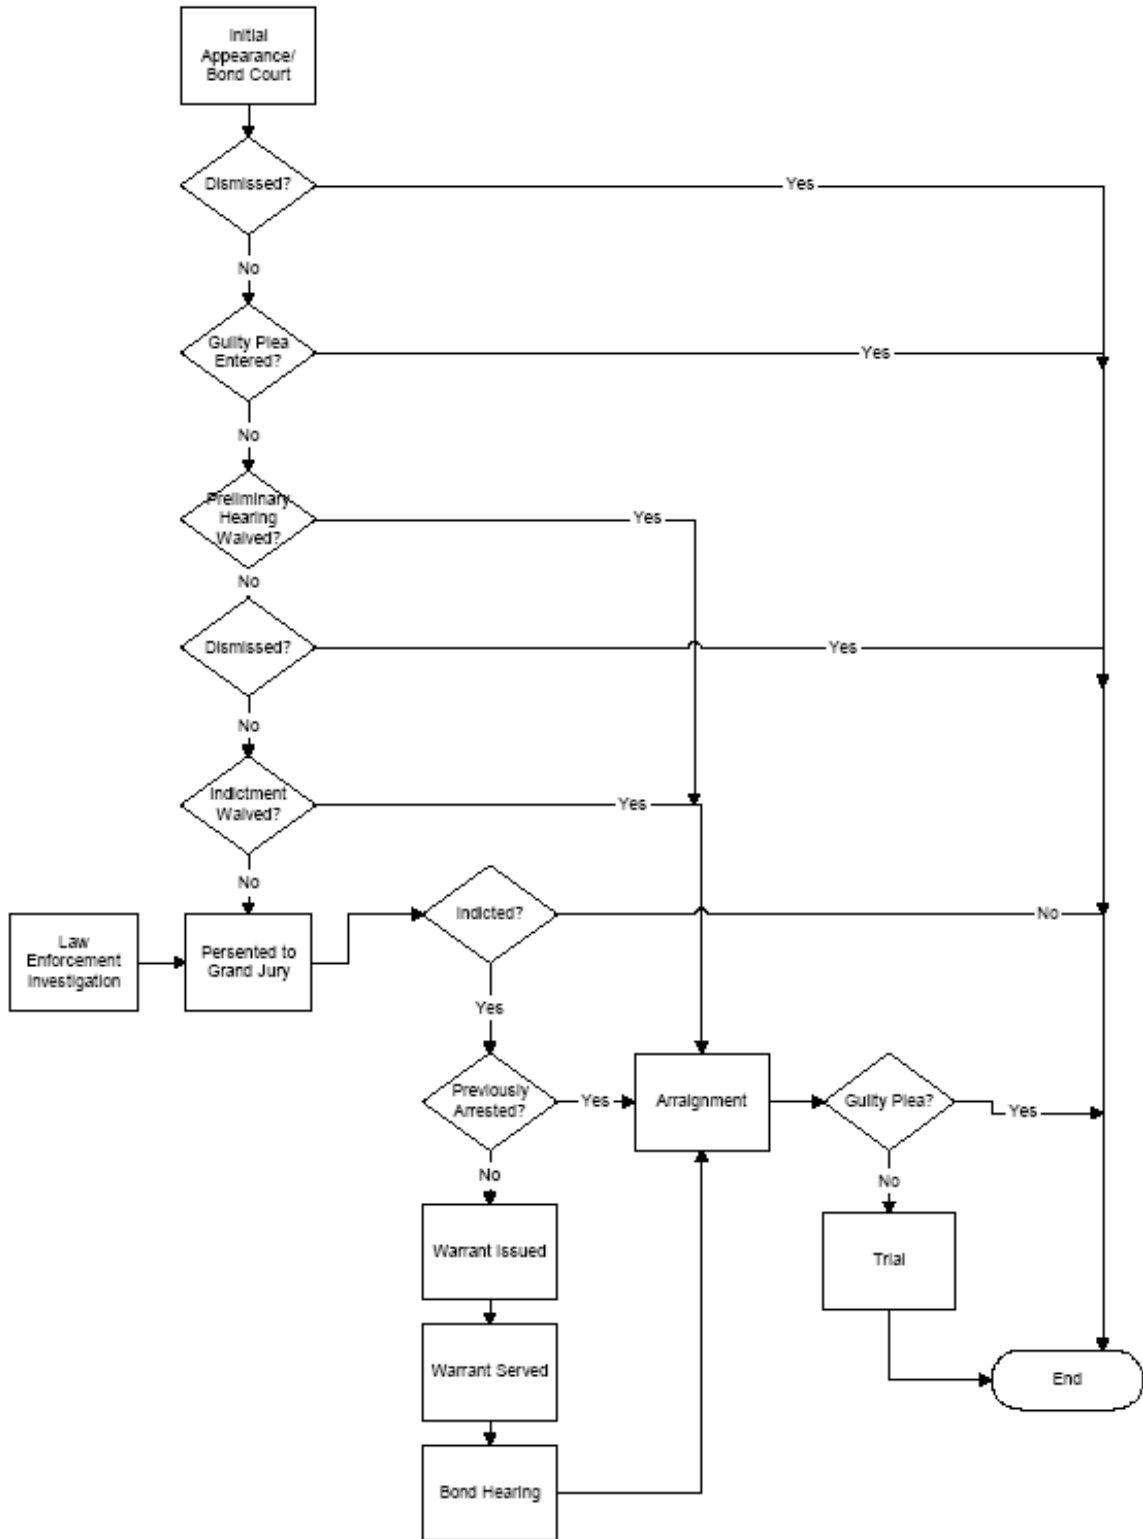 Initial
Appearance/
Bond Court
Dismissed?
Yes
No
Guilty Plea
Entered?
Yes
No
Preliminary
Hearing
Waived?
Yes
No
Dismissed?
Yes
No
Indictment
Waived?
Yes
No
Indicted?
No
Law
Enforcement
Investigation
Persented to
Grand Jury
Yes
Previously
Arrested?
Yes
Arraignment
Guilty Plea?
Yes
No
No
Warrant Issued
Trial
Warrant Served
End
Bond Hearing